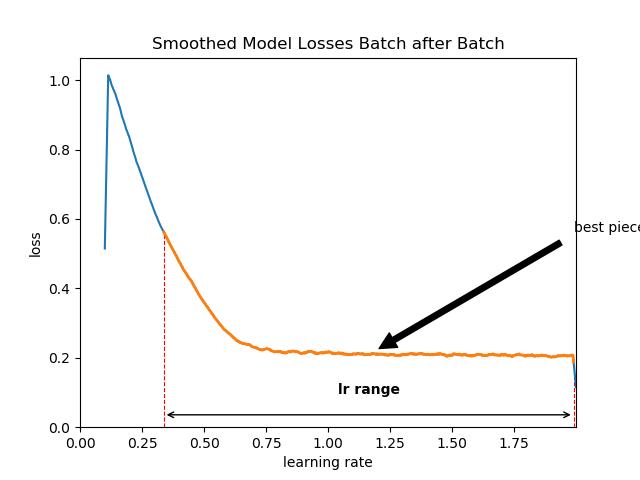 Smoothed Model Losses Batch after Batch
1.0
0.8
0.6
0.4
0.2
0.0
loss
best piece
lr range
0.00 0.25 0.50 0.75 1.00 1.25 1.50 1.75
learning rate